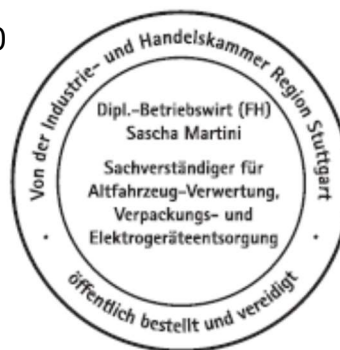 Von der Industrie- und Handelskammer Region Stuttgart
Dipl.-Betriebswirt (FH)
Sascha Martini
Sachverständiger für
Altfahrzeug-Verwertung,
Verpackungs- und
Elektrogeräteentsorgung
öffentlich bestellt und vereidigt